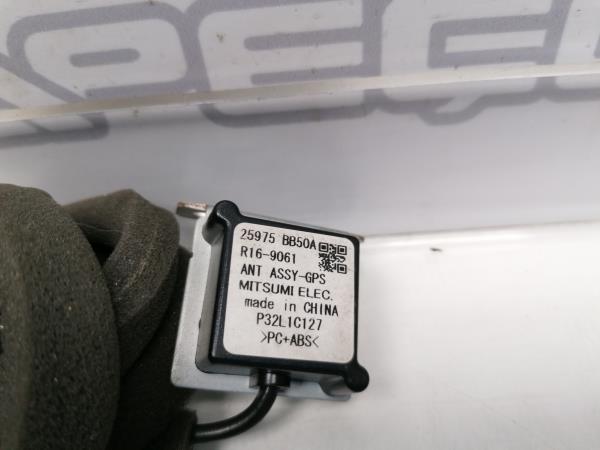 25975 BB50A
R16-9061
ANT ASSY-GPS
MITSUMI ELEC.
made in CHINA
P32L1C127
>PC+ABS<